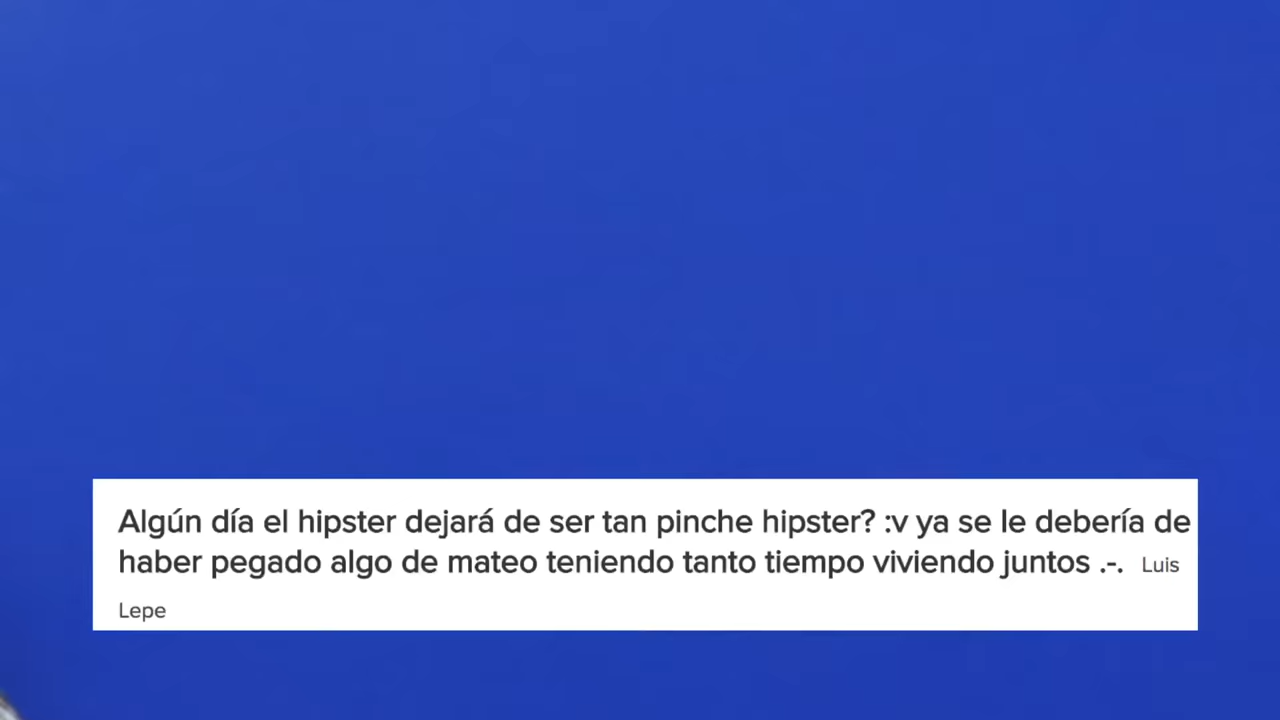 Algún día el hipster dejará de ser tan pinche hipster? :v ya se le debería de
haber pegado algo de mateo teniendo tanto tiempo viviendo juntos .-. Luis
Lepe